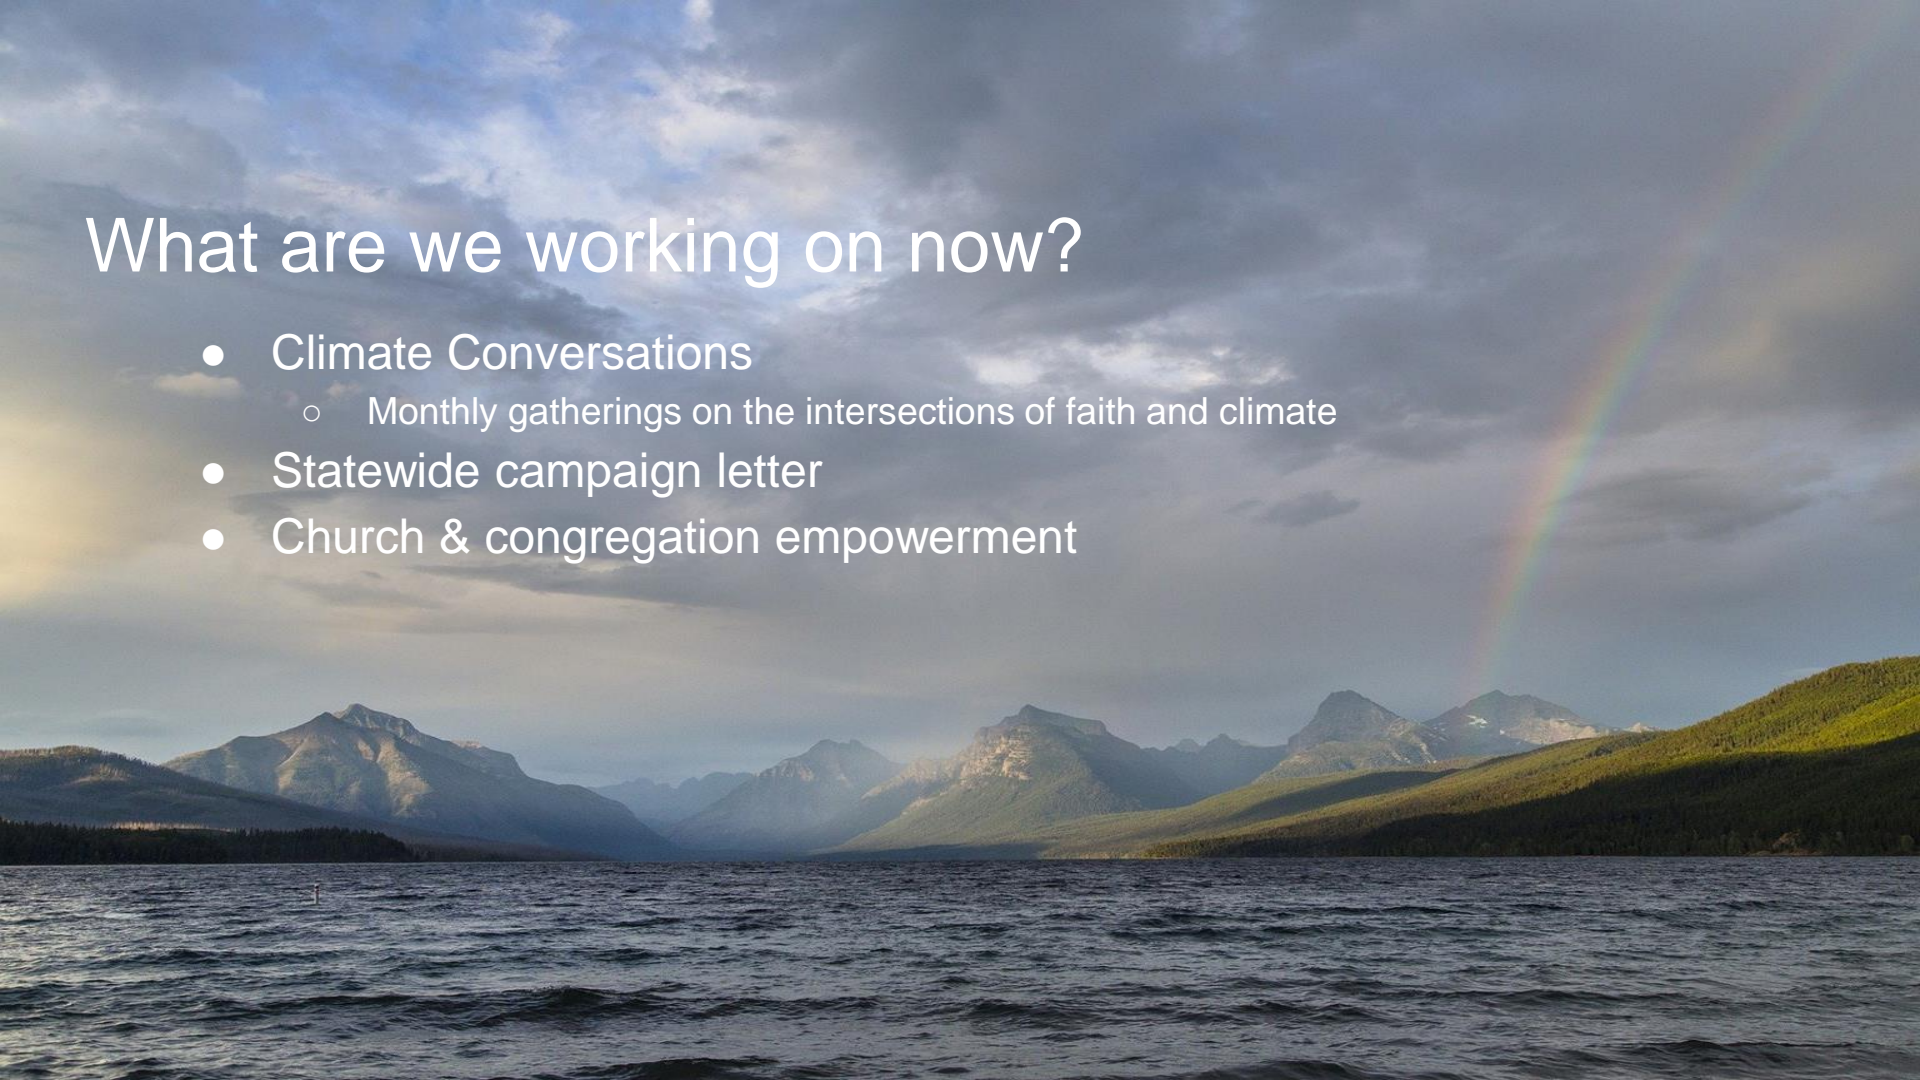 What are we working on now?
● Climate Conversations
○ Monthly gatherings on the intersections of faith and climate
● Statewide campaign letter
● Church & congregation empowerment